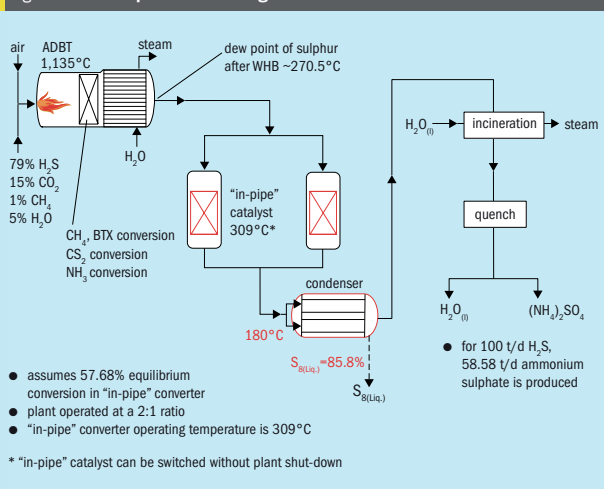 air
ADBT
1,135°C
steam
dew point of sulphur
after WHB ~270.5°C
H₂O
79% H₂S
15% CO₂
1% CH₄
5% H₂O
CH₄, BTX conversion
CS₂ conversion
NH₃ conversion
"in-pipe"
catalyst
309°C*
condenser
180°C
S₈(Liq.)=85.8%
S₈(Liq.)
H₂O(l)
incineration
steam
quench
H₂O(l)
(NH₄)₂SO₄
● for 100 t/d H₂S,
58.58 t/d ammonium
sulphate is produced
● assumes 57.68% equilibrium
conversion in "in-pipe" converter
● plant operated at a 2:1 ratio
● "in-pipe" converter operating temperature is 309°C
* "in-pipe" catalyst can be switched without plant shut-down